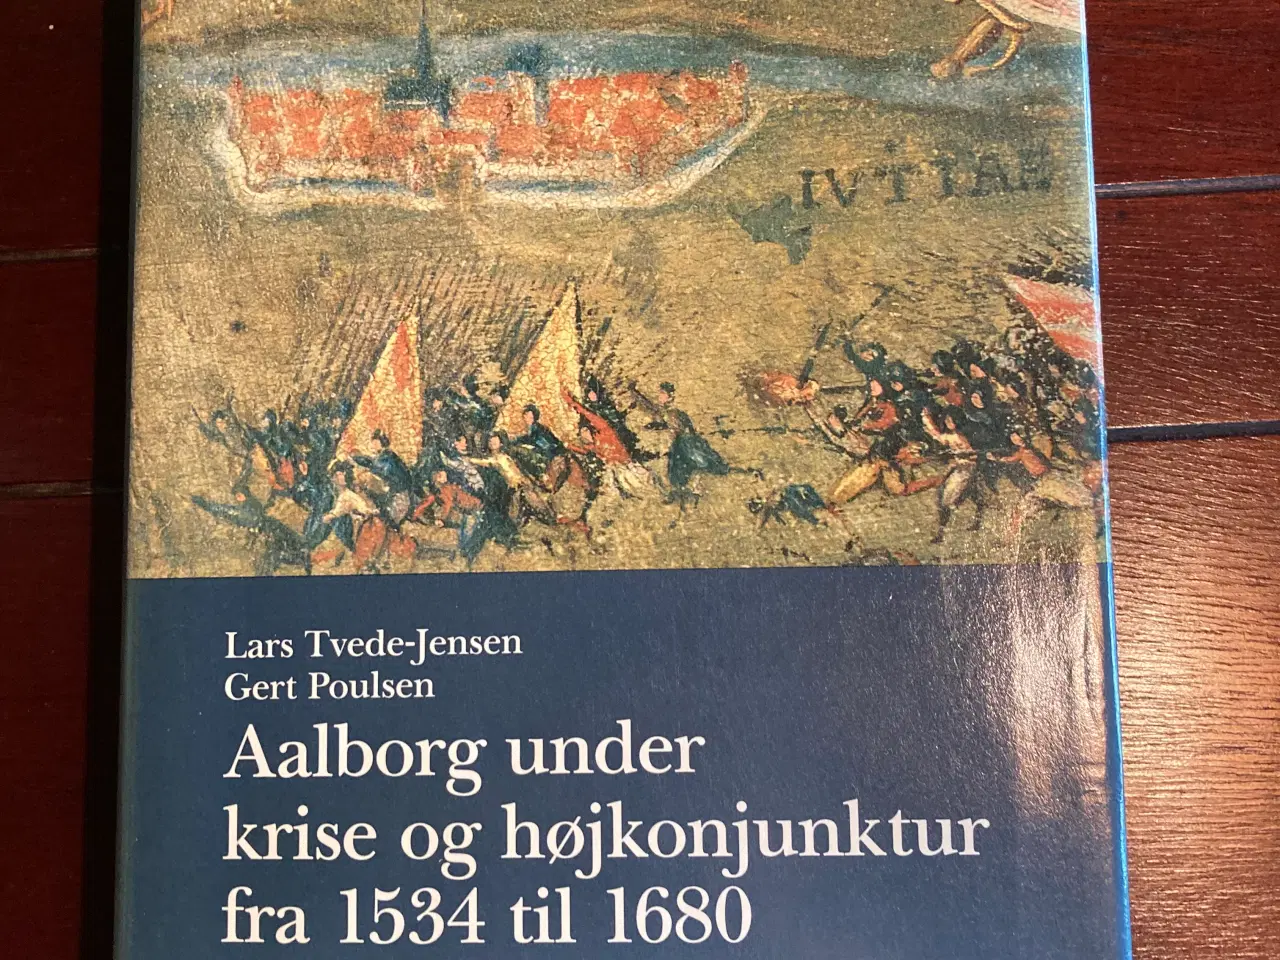 IVTIAE
Lars Tvede-Jensen
Gert Poulsen
Aalborg under
krise og højkonjunktur
fra 1534 til 1680